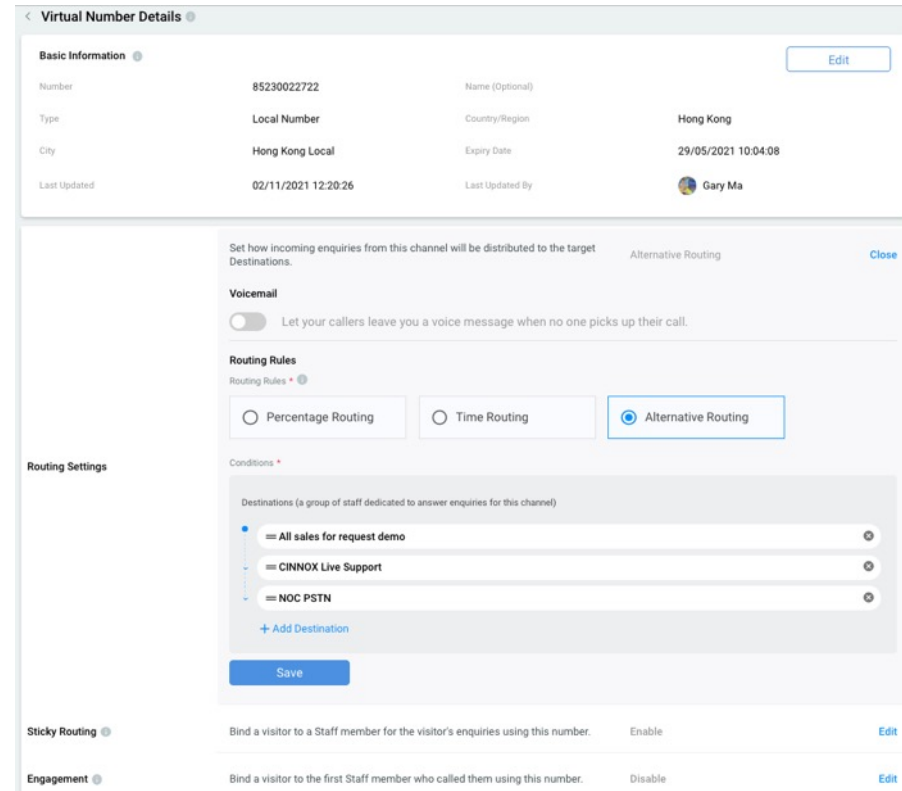 Virtual Number Details
Basic Information
Edit
Number 85230022722 Name (Optional)
Type Local Number Country/Region Hong Kong
City Hong Kong Local Expiry Date 29/05/2021 10:04:08
Last Updated 02/11/2021 12:20:26 Last Updated By Gary Ma
Set how incoming enquiries from this channel will be distributed to the target
Destinations.
Alternative Routing Close
Voicemail
Let your callers leave you a voice message when no one picks up their call.
Routing Rules
Routing Rules *
Percentage Routing Time Routing Alternative Routing
Routing Settings
Conditions *
Destinations (a group of staff dedicated to answer enquiries for this channel)
All sales for request demo
CINNOX Live Support
NOC PSTN
+ Add Destination
Save
Sticky Routing Bind a visitor to a Staff member for the visitor's enquiries using this number. Enable Edit
Engagement Bind a visitor to the first Staff member who called them using this number. Disable Edit